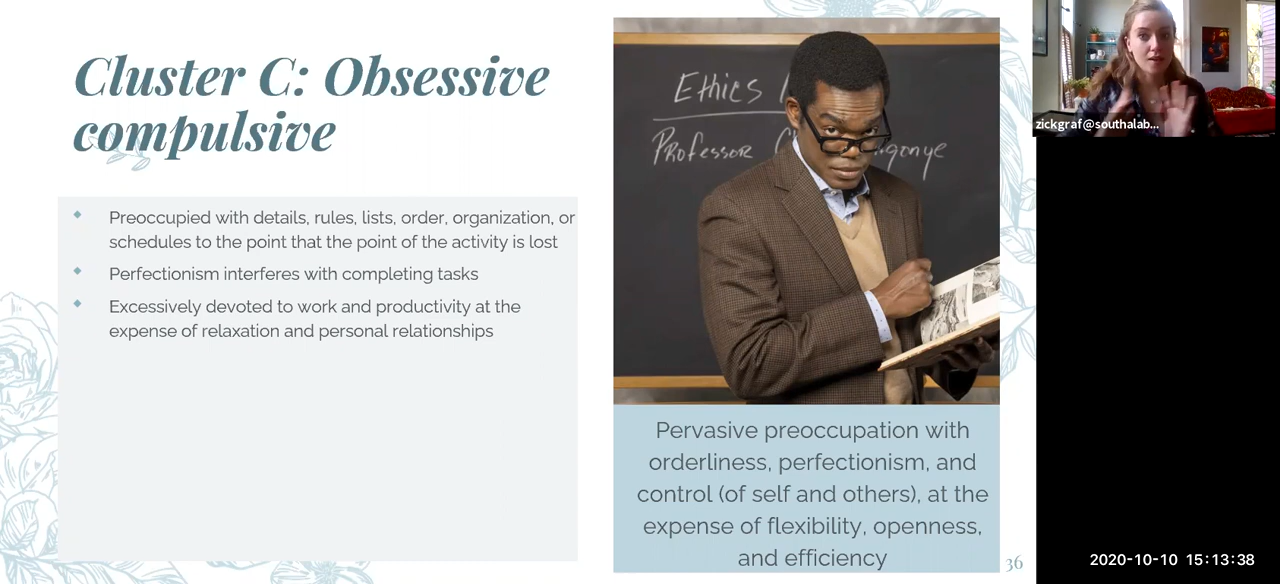 Cluster C: Obsessive
compulsive
Preoccupied with details, rules, lists, order, organization, or
schedules to the point that the point of the activity is lost
Perfectionism interferes with completing tasks
Excessively devoted to work and productivity at the
expense of relaxation and personal relationships
Ethics
Professor
Pervasive preoccupation with
orderliness, perfectionism, and
control (of self and others), at the
expense of flexibility, openness,
and efficiency
36
zickgraf@southalab...
2020-10-10 15:13:38